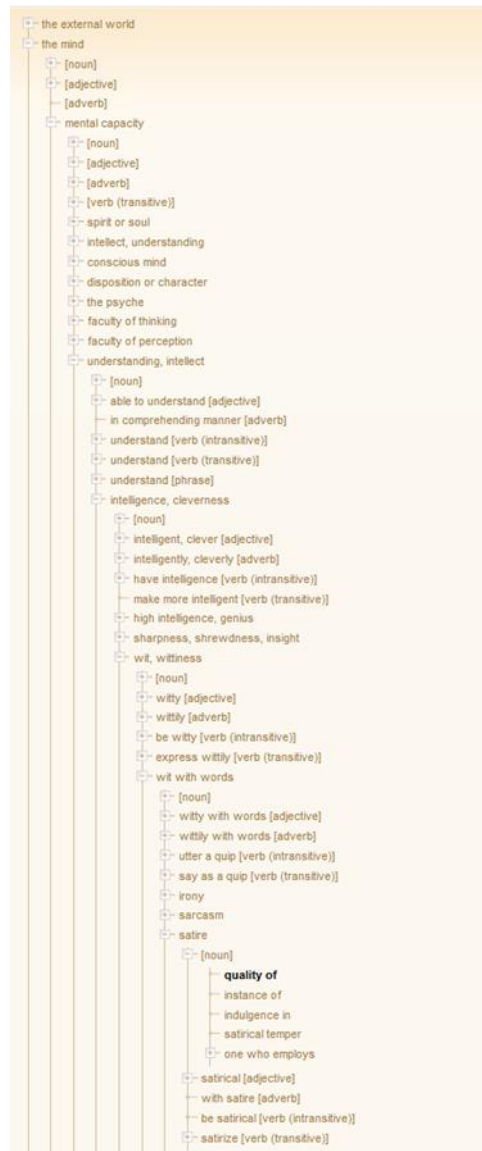 the external world
the mind
[noun]
[adjective]
[adverb]
mental capacity
[noun]
[adjective]
[adverb]
[verb (transitive)]
spirit or soul
intellect, understanding
conscious mind
disposition or character
the psyche
faculty of thinking
faculty of perception
understanding, intellect
[noun]
able to understand [adjective]
in comprehending manner [adverb]
understand [verb (intransitive)]
understand [verb (transitive)]
understand [phrase]
intelligence, cleverness
[noun]
intelligent, clever [adjective]
intelligently, cleverly [adverb]
have intelligence [verb (intransitive)]
make more intelligent [verb (transitive)]
high intelligence, genius
sharpness, shrewdness, insight
wit, wittiness
[noun]
witty [adjective]
wittily [adverb]
be witty [verb (intransitive)]
express wittily [verb (transitive)]
wit with words
[noun]
witty with words [adjective]
wittily with words [adverb]
utter a quip [verb (intransitive)]
say as a quip [verb (transitive)]
irony
sarcasm
satire
[noun]
quality of
instance of
indulgence in
satirical temper
one who employs
satirical [adjective]
with satire [adverb]
be satirical [verb (intransitive)]
satirize [verb (transitive)]